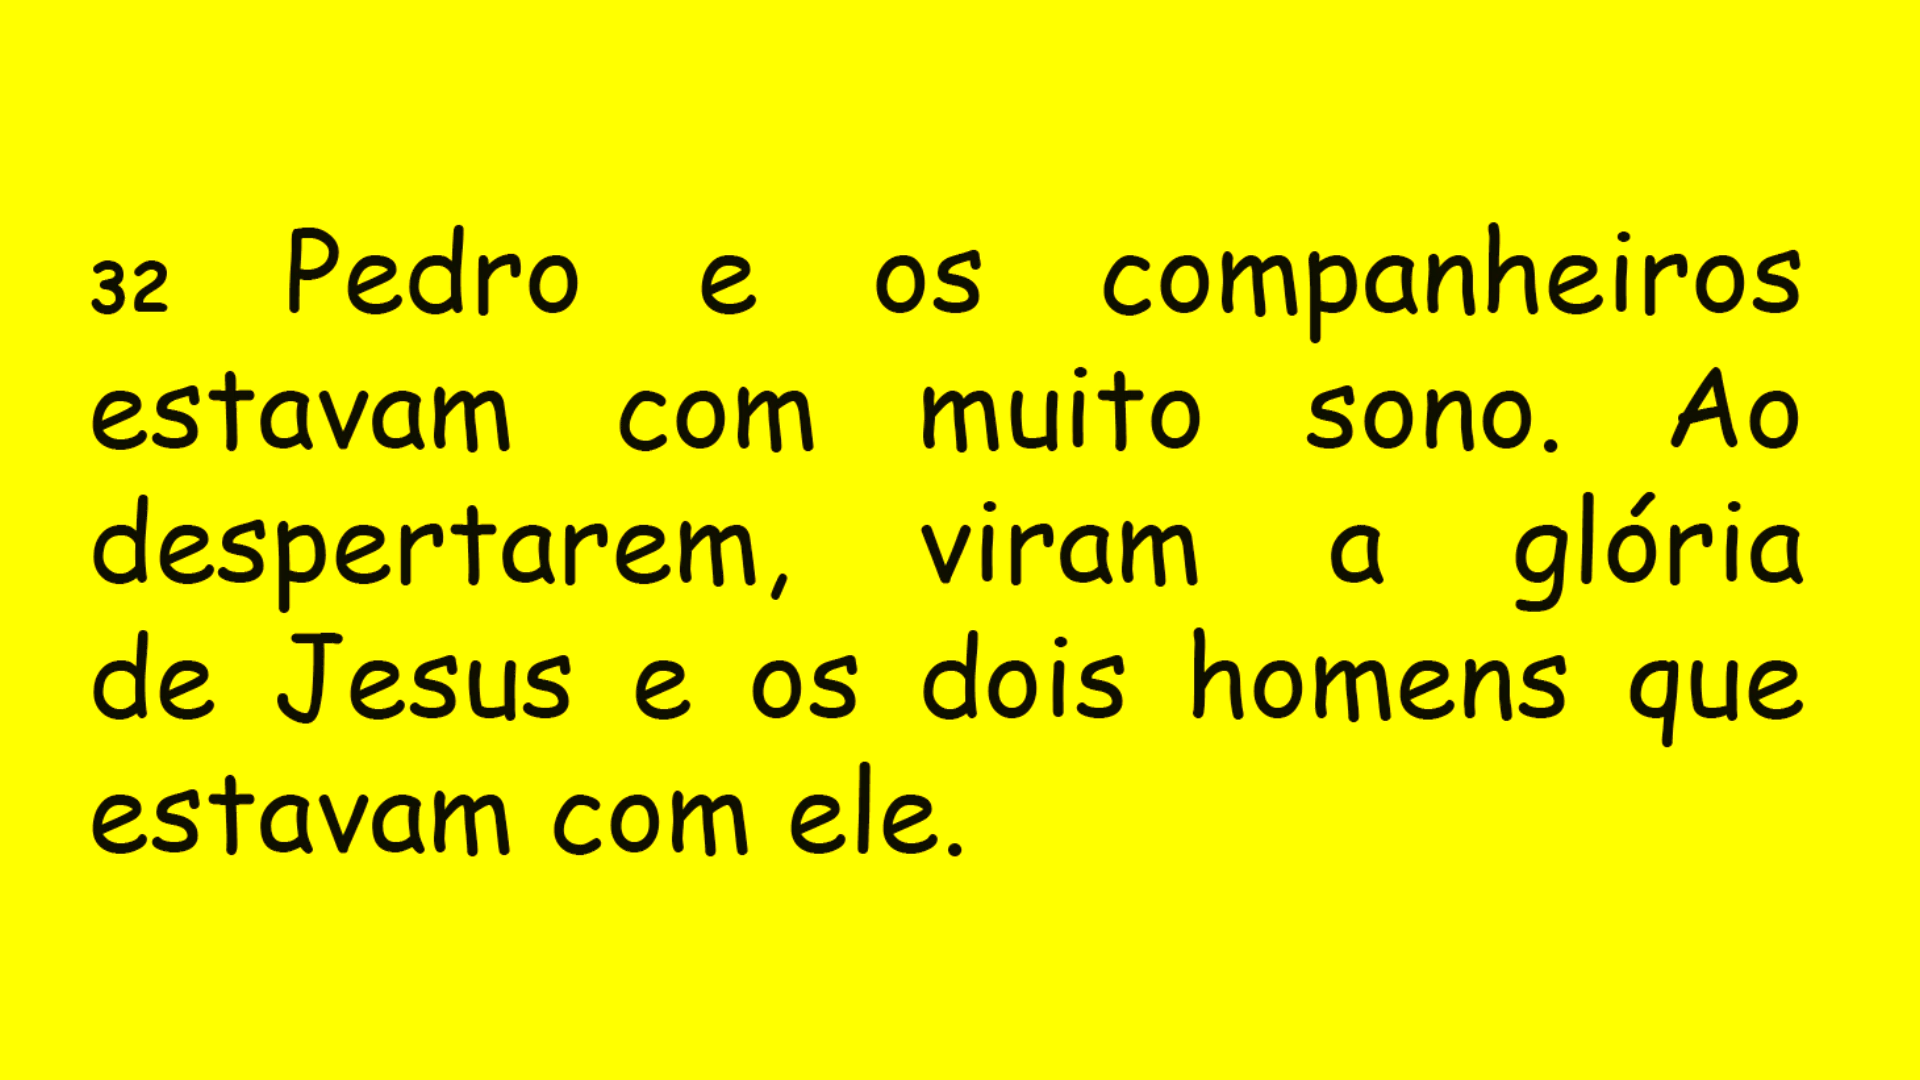 32 Pedro e os companheiros
estavam com muito sono. Ao
despertarem, viram a glória
de Jesus e os dois homens que
estavam com ele.